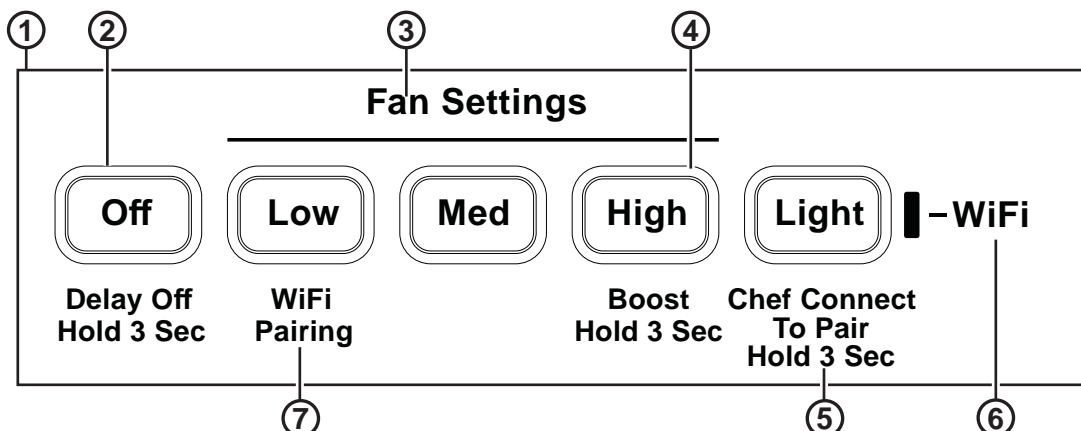 ① ② ③ ④
Fan Settings
Off Low Med High Light –WiFi
Delay Off
Hold 3 Sec
WiFi
Pairing
Boost
Hold 3 Sec
Chef Connect
To Pair
Hold 3 Sec
⑦ ⑤ ⑥